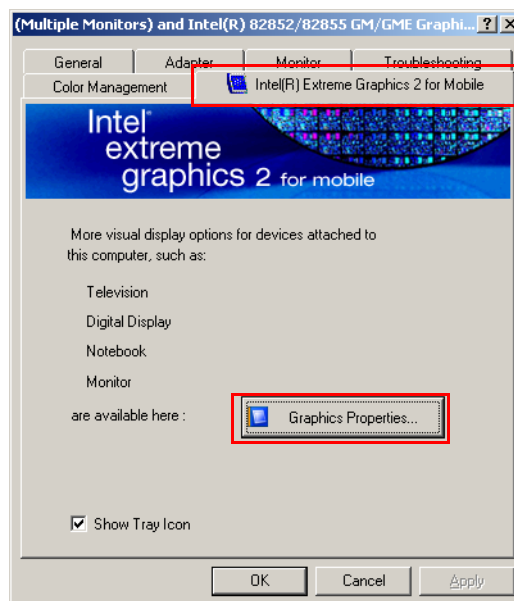 (Multiple Monitors) and Intel(R) 82852/82855 GM/GME Graphi... ? X
General Adapter Monitor Troubleshooting
Color Management Intel(R) Extreme Graphics 2 for Mobile
Intel®
extreme
graphics 2 for mobile
More visual display options for devices attached to
this computer, such as:
Television
Digital Display
Notebook
Monitor
are available here : Graphics Properties...
Show Tray Icon
OK Cancel Apply